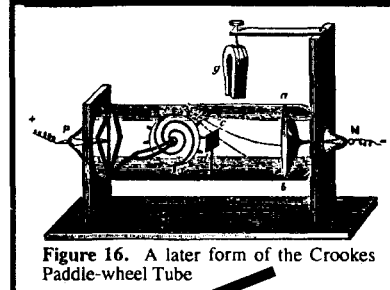 g
a
+
P
c
M
-
b
Figure 16. A later form of the Crookes
Paddle-wheel Tube